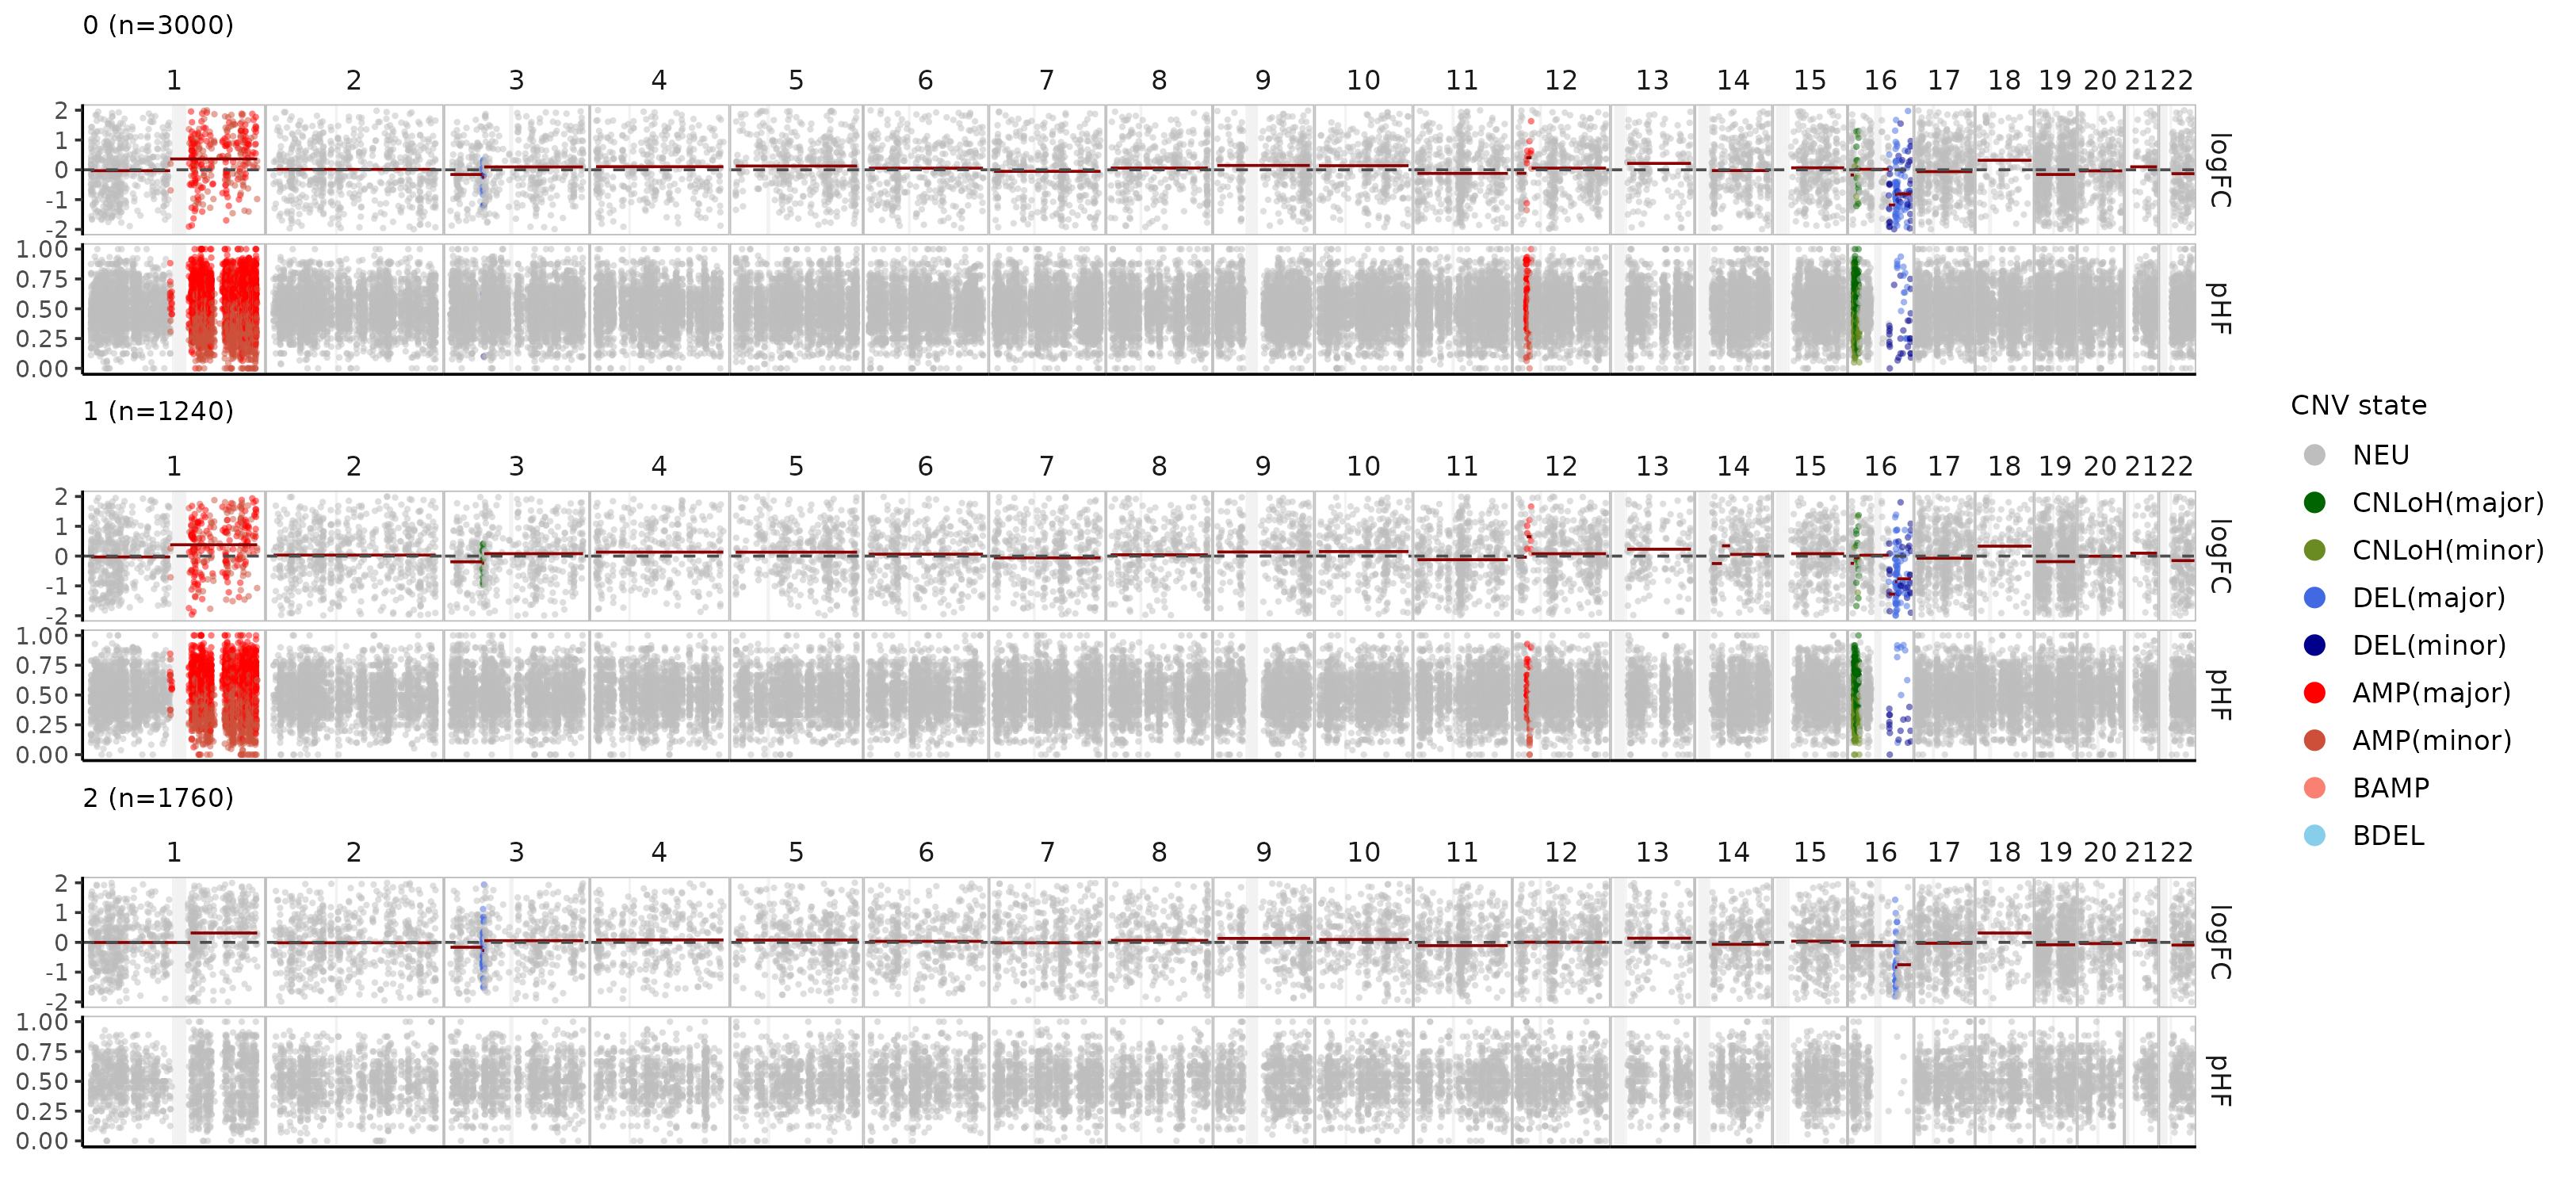 0 (n=3000)
1 2 3 4 5 6 7 8 9 10 11 12 13 14 15 16 17 18 19 20 21 22
2
1
0
-1
-2
logFC
1.00
0.75
0.50
0.25
0.00
pHF
1 (n=1240)
1 2 3 4 5 6 7 8 9 10 11 12 13 14 15 16 17 18 19 20 21 22
2
1
0
-1
-2
logFC
1.00
0.75
0.50
0.25
0.00
pHF
2 (n=1760)
1 2 3 4 5 6 7 8 9 10 11 12 13 14 15 16 17 18 19 20 21 22
2
1
0
-1
-2
logFC
1.00
0.75
0.50
0.25
0.00
pHF
CNV state
NEU
CNLoH(major)
CNLoH(minor)
DEL(major)
DEL(minor)
AMP(major)
AMP(minor)
BAMP
BDEL